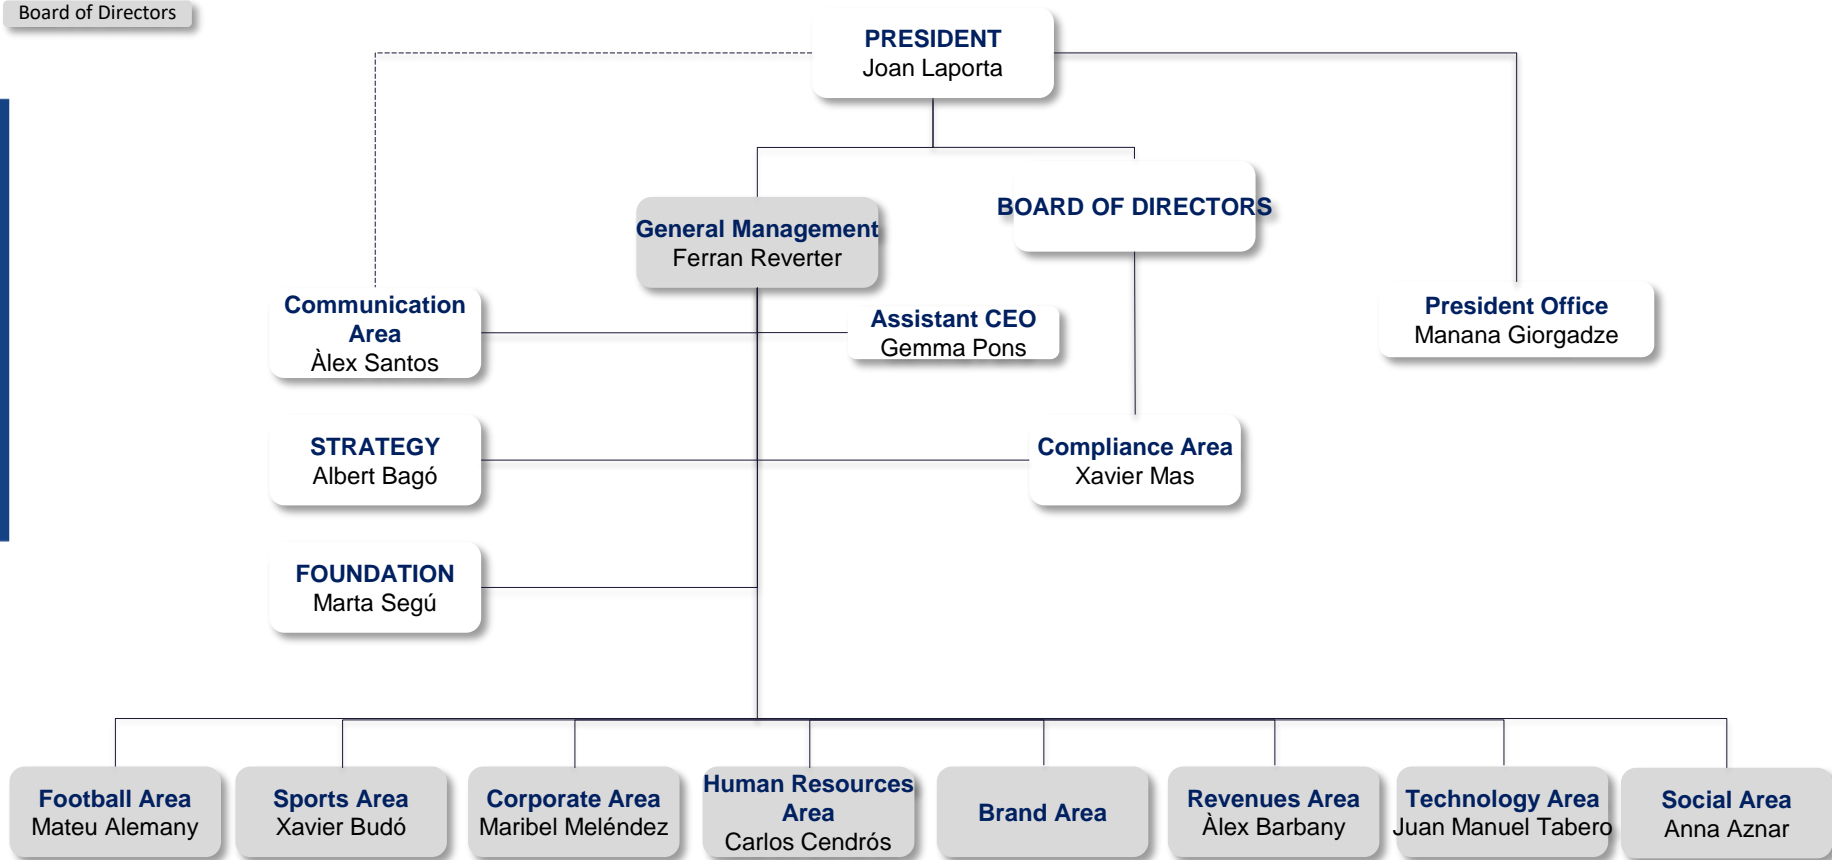 Board of Directors
PRESIDENT
Joan Laporta
BOARD OF DIRECTORS
General Management
Ferran Reverter
Communication
Area
Àlex Santos
Assistant CEO
Gemma Pons
President Office
Manana Giorgadze
STRATEGY
Albert Bagó
Compliance Area
Xavier Mas
FOUNDATION
Marta Segú
Football Area
Mateu Alemany
Sports Area
Xavier Budó
Corporate Area
Maribel Meléndez
Human Resources
Area
Carlos Cendrós
Brand Area
Revenues Area
Àlex Barbany
Technology Area
Juan Manuel Tabero
Social Area
Anna Aznar